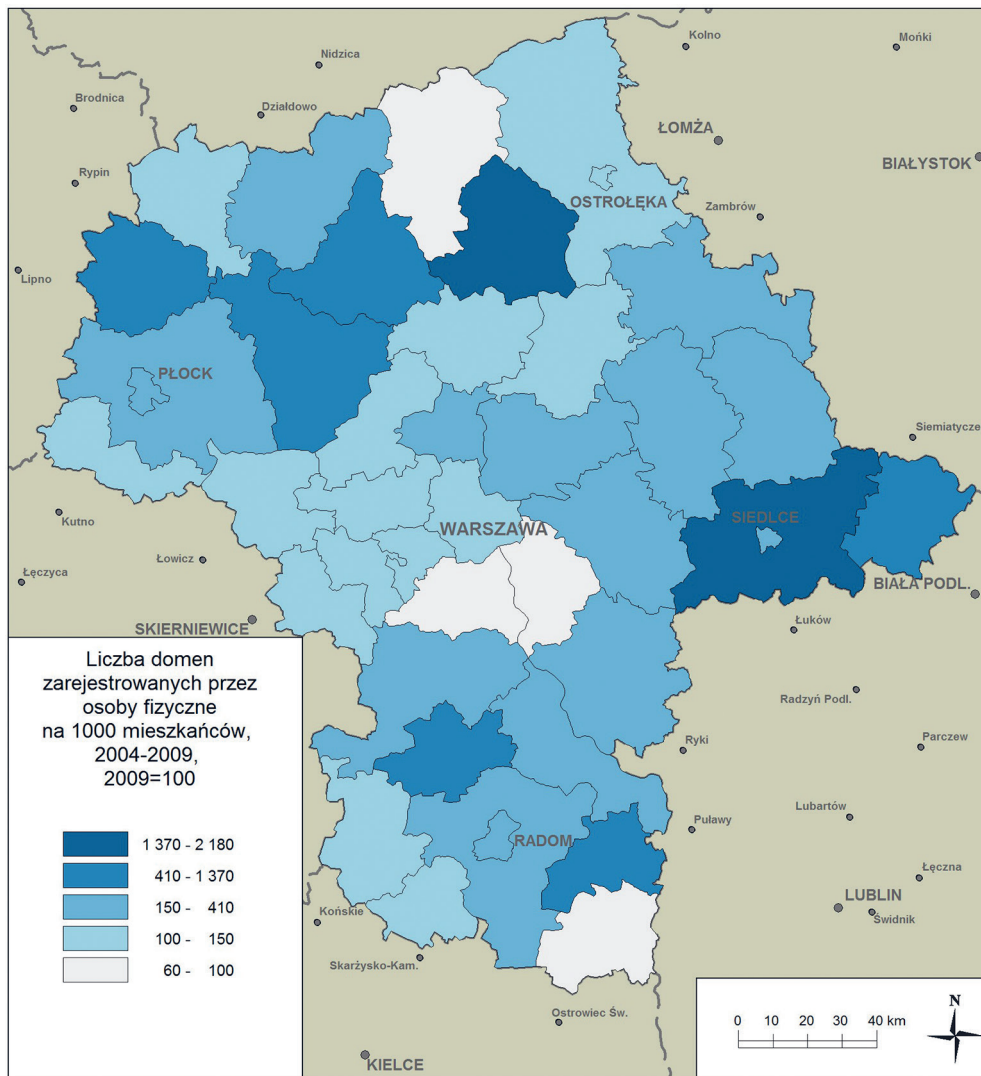 Kolno
Mońki
Nidzica
Brodnica
Działdowo
ŁOMŻA
BIAŁYSTOK
Rypin
OSTROŁĘKA
Zambrów
Lipno
PŁOCK
Siemiatycze
Kutno
WARSZAWA
SIEDLCE
Łowicz
Łęczyca
BIAŁA PODL.
SKIERNIEWICE
Łuków
Radzyń Podl.
Ryki
Parczew
Puławy
Lubartów
RADOM
Łęczna
LUBLIN
Świdnik
Końskie
Skarżysko-Kam.
Ostrowiec Św.
KIELCE
Liczba domen
zarejestrowanych przez
osoby fizyczne
na 1000 mieszkańców,
2004-2009,
2009=100
1 370 - 2 180
410 - 1 370
150 - 410
100 - 150
60 - 100
N
0 10 20 30 40 km